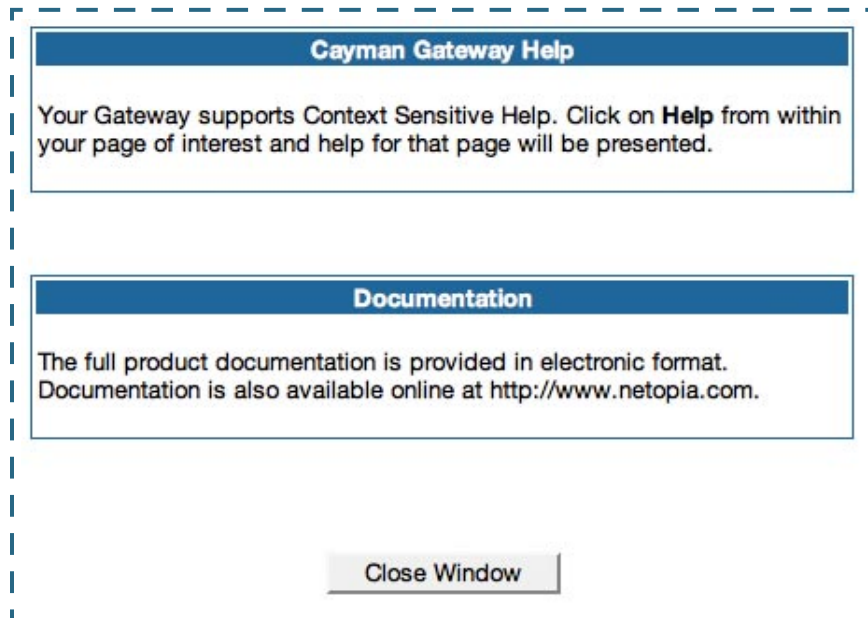 Cayman Gateway Help
Your Gateway supports Context Sensitive Help. Click on Help from within
your page of interest and help for that page will be presented.
Documentation
The full product documentation is provided in electronic format.
Documentation is also available online at http://www.netopia.com.
Close Window